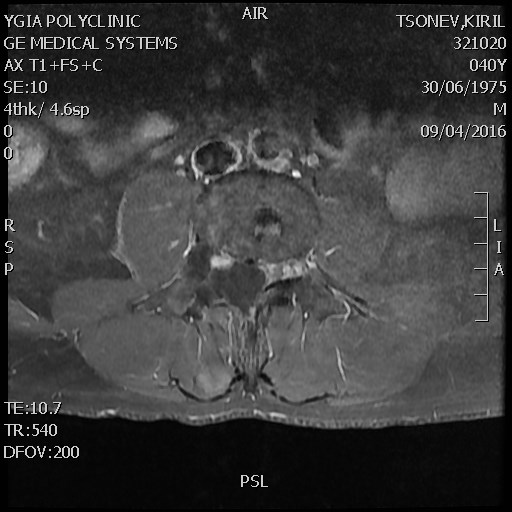 YGIA POLYCLINIC
GE MEDICAL SYSTEMS
AX T1+FS+C
SE:10
4thk/ 4.6sp
0
0
AIR
TSONEV,KIRIL
321020
040Y
30/06/1975
M
09/04/2016
R
S
P
L
I
A
TE:10.7
TR:540
DFOV:200
PSL